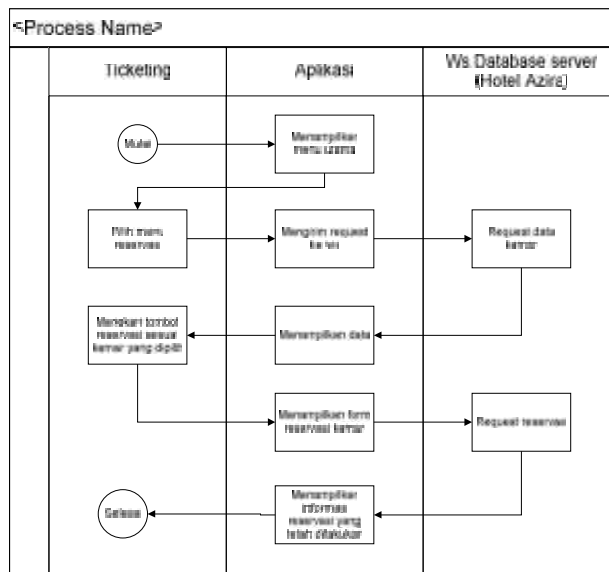 <Process Name>
Ticketing
Aplikasi
Ws Database server
(Hotel Azira)
Mulai
Menampilkan
menu utama
Pilih menu
reservasi
Mengirim request
ke ws
Request data
kamar
Menekan tombol
reservasi sesuai
kamar yang dipilih
Menampilkan data
Menampilkan form
reservasi kamar
Request reservasi
Selesai
Menampilkan
informasi
reservasi yang
telah dilakukan